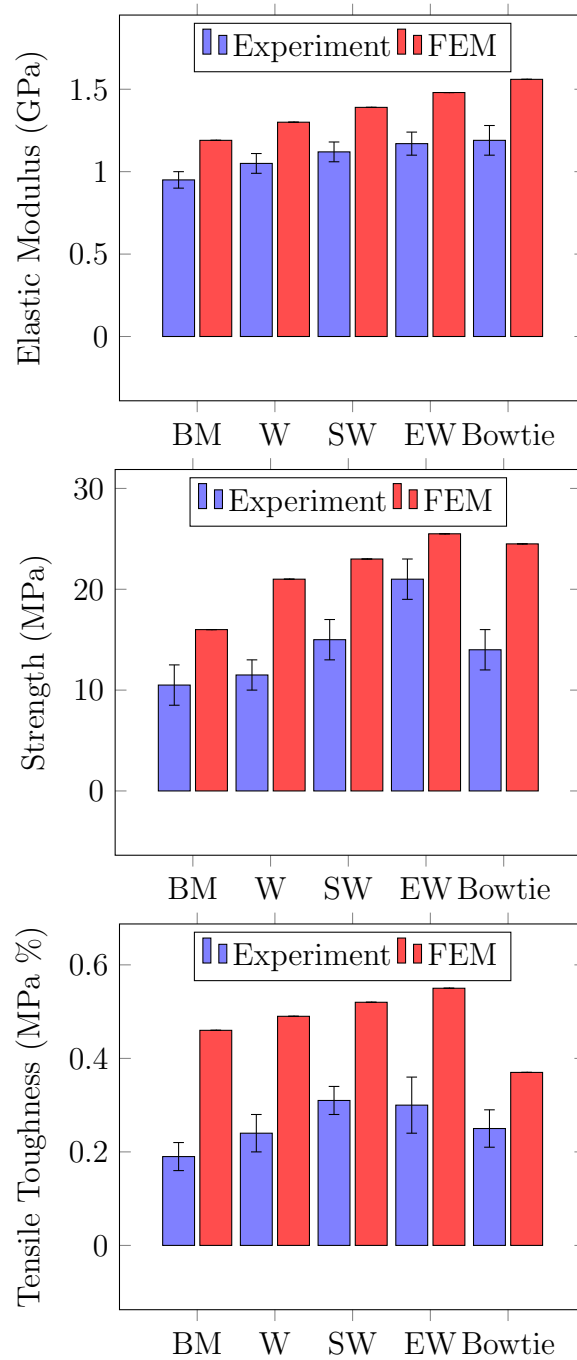 Experiment FEM
Elastic Modulus (GPa)
1.5
1
0.5
0
BM W SW EW Bowtie
Experiment FEM
Strength (MPa)
30
20
10
0
BM W SW EW Bowtie
Experiment FEM
Tensile Toughness (MPa %)
0.6
0.4
0.2
0
BM W SW EW Bowtie